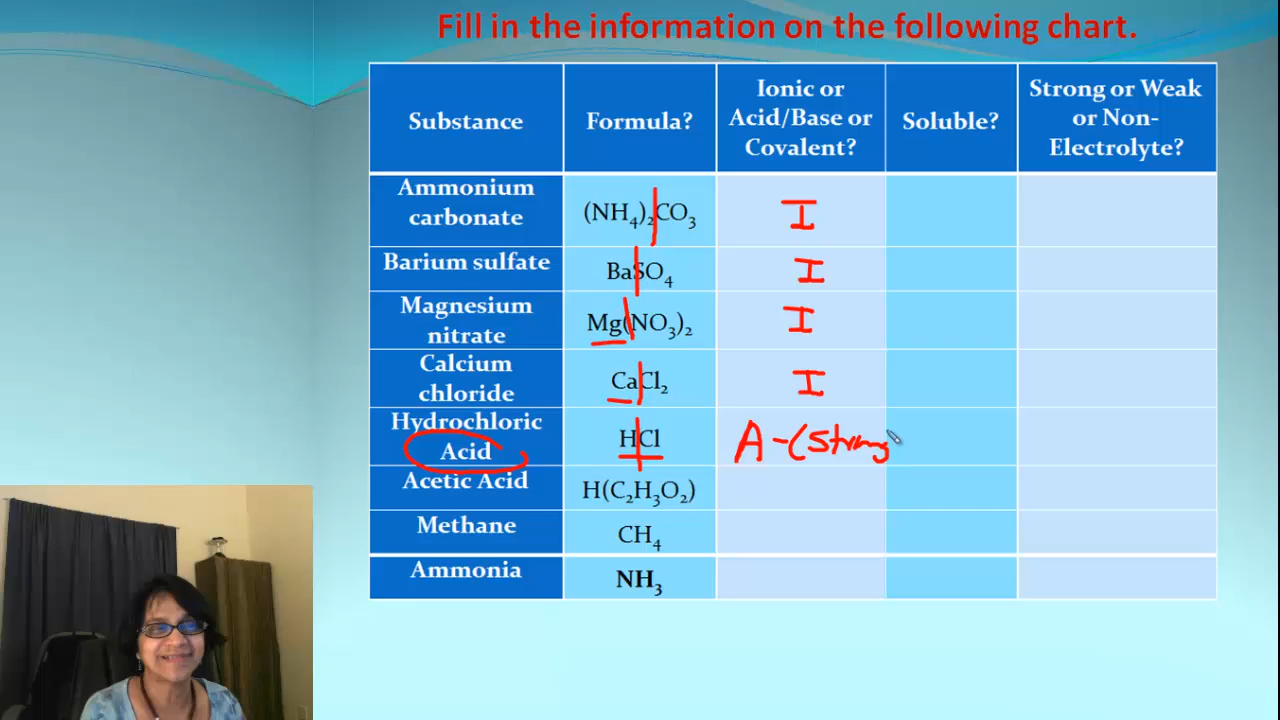 Fill in the information on the following chart.
Substance
Formula?
Ionic or
Acid/Base or
Covalent?
Soluble?
Strong or Weak
or Non-
Electrolyte?
Ammonium
carbonate
(NH₄)₂CO₃
I
Barium sulfate
BaSO₄
I
Magnesium
nitrate
Mg(NO₃)₂
I
Calcium
chloride
CaCl₂
I
Hydrochloric
Acid
HCl
A-(strong
Acetic Acid
H(C₂H₃O₂)
Methane
CH₄
Ammonia
NH₃